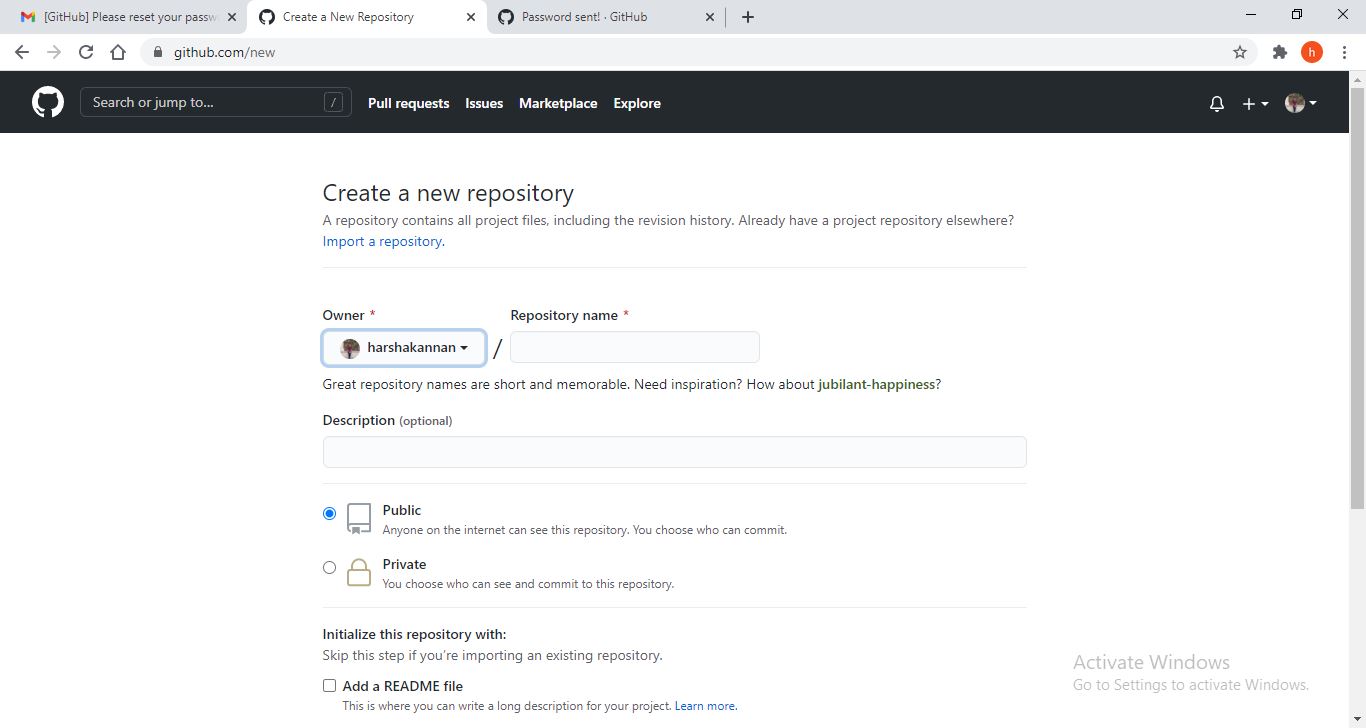 [GitHub] Please reset your passw
Create a New Repository
Password sent! · GitHub
github.com/new
h
Search or jump to...
/
Pull requests
Issues
Marketplace
Explore
Create a new repository
A repository contains all project files, including the revision history. Already have a project repository elsewhere?
Import a repository.
Owner *
Repository name *
harshakannan
/
Great repository names are short and memorable. Need inspiration? How about jubilant-happiness?
Description (optional)
Public
Anyone on the internet can see this repository. You choose who can commit.
Private
You choose who can see and commit to this repository.
Initialize this repository with:
Skip this step if you're importing an existing repository.
Add a README file
This is where you can write a long description for your project. Learn more.
Activate Windows
Go to Settings to activate Windows.